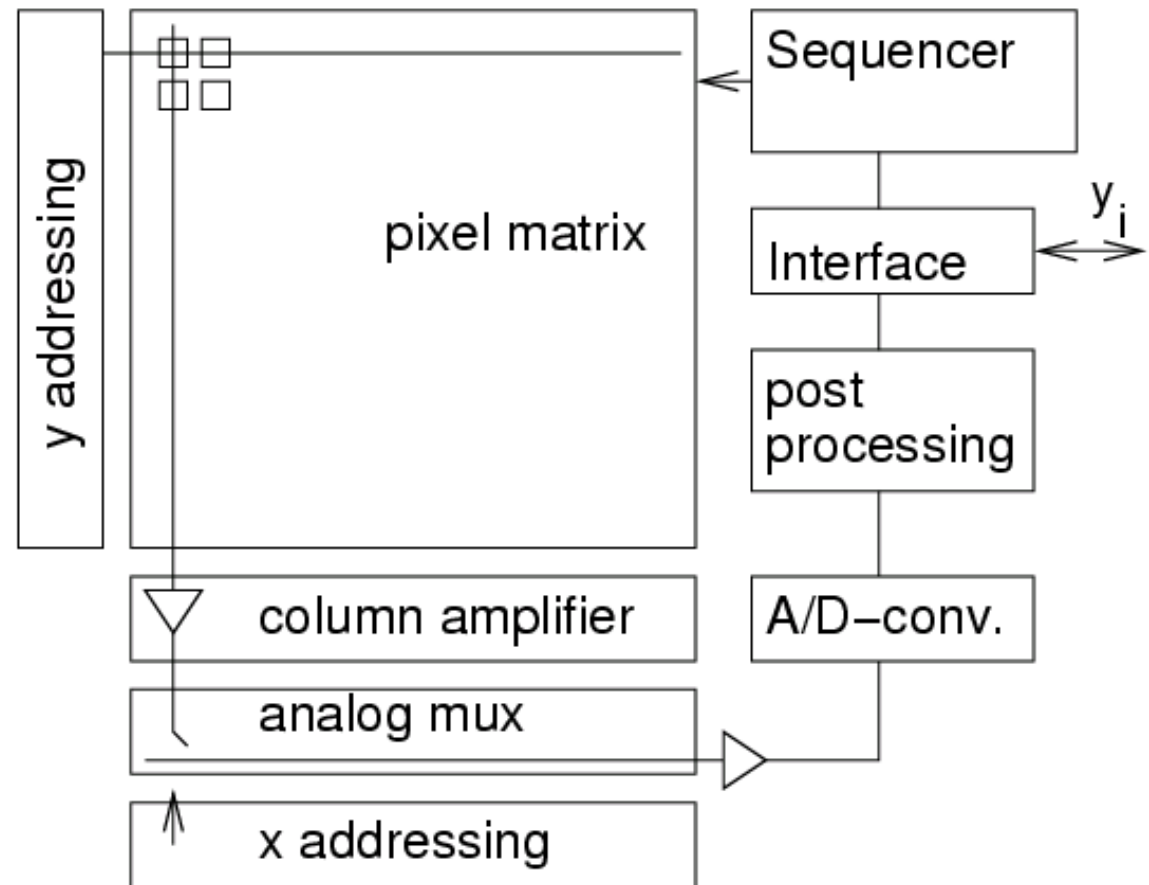 y addressing
pixel matrix
column amplifier
analog mux
x addressing
Sequencer
Interface
y
i
post
processing
A/D−conv.